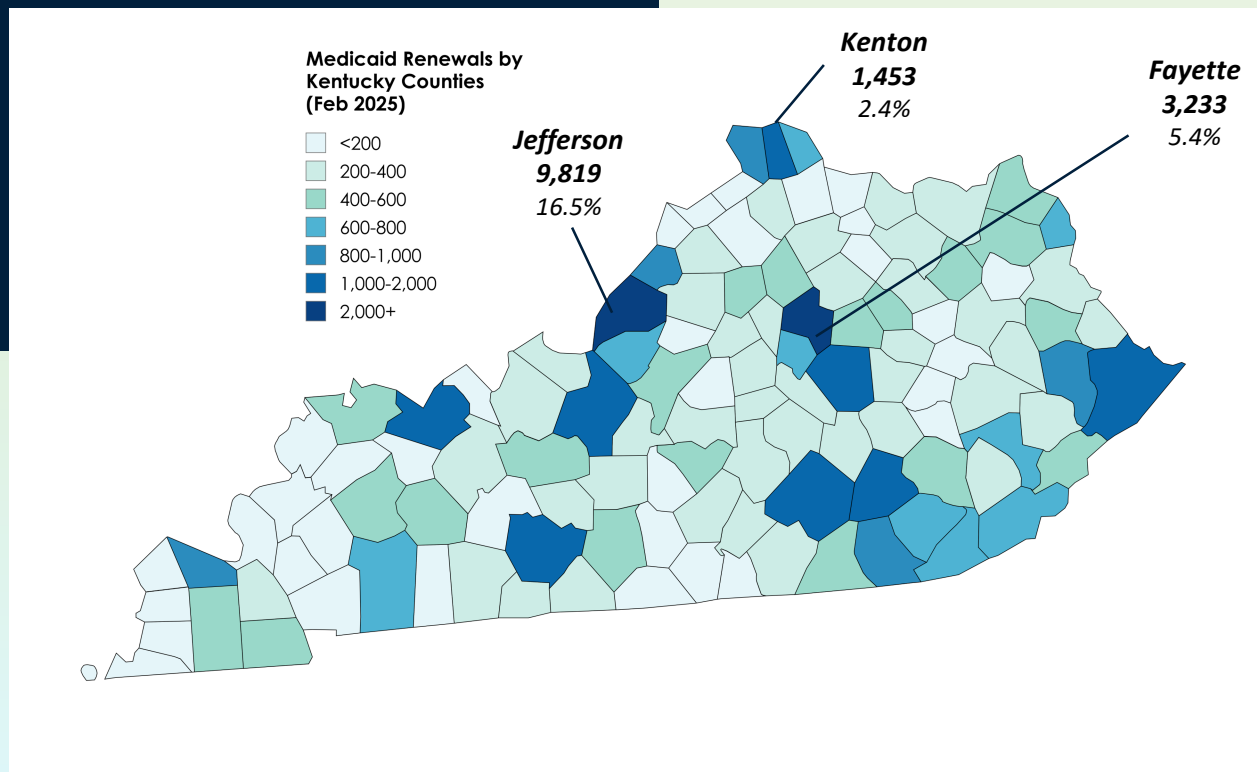 Medicaid Renewals by
Kentucky Counties
(Feb 2025)
<200
200-400
400-600
600-800
800-1,000
1,000-2,000
2,000+
Jefferson
9,819
16.5%
Kenton
1,453
2.4%
Fayette
3,233
5.4%